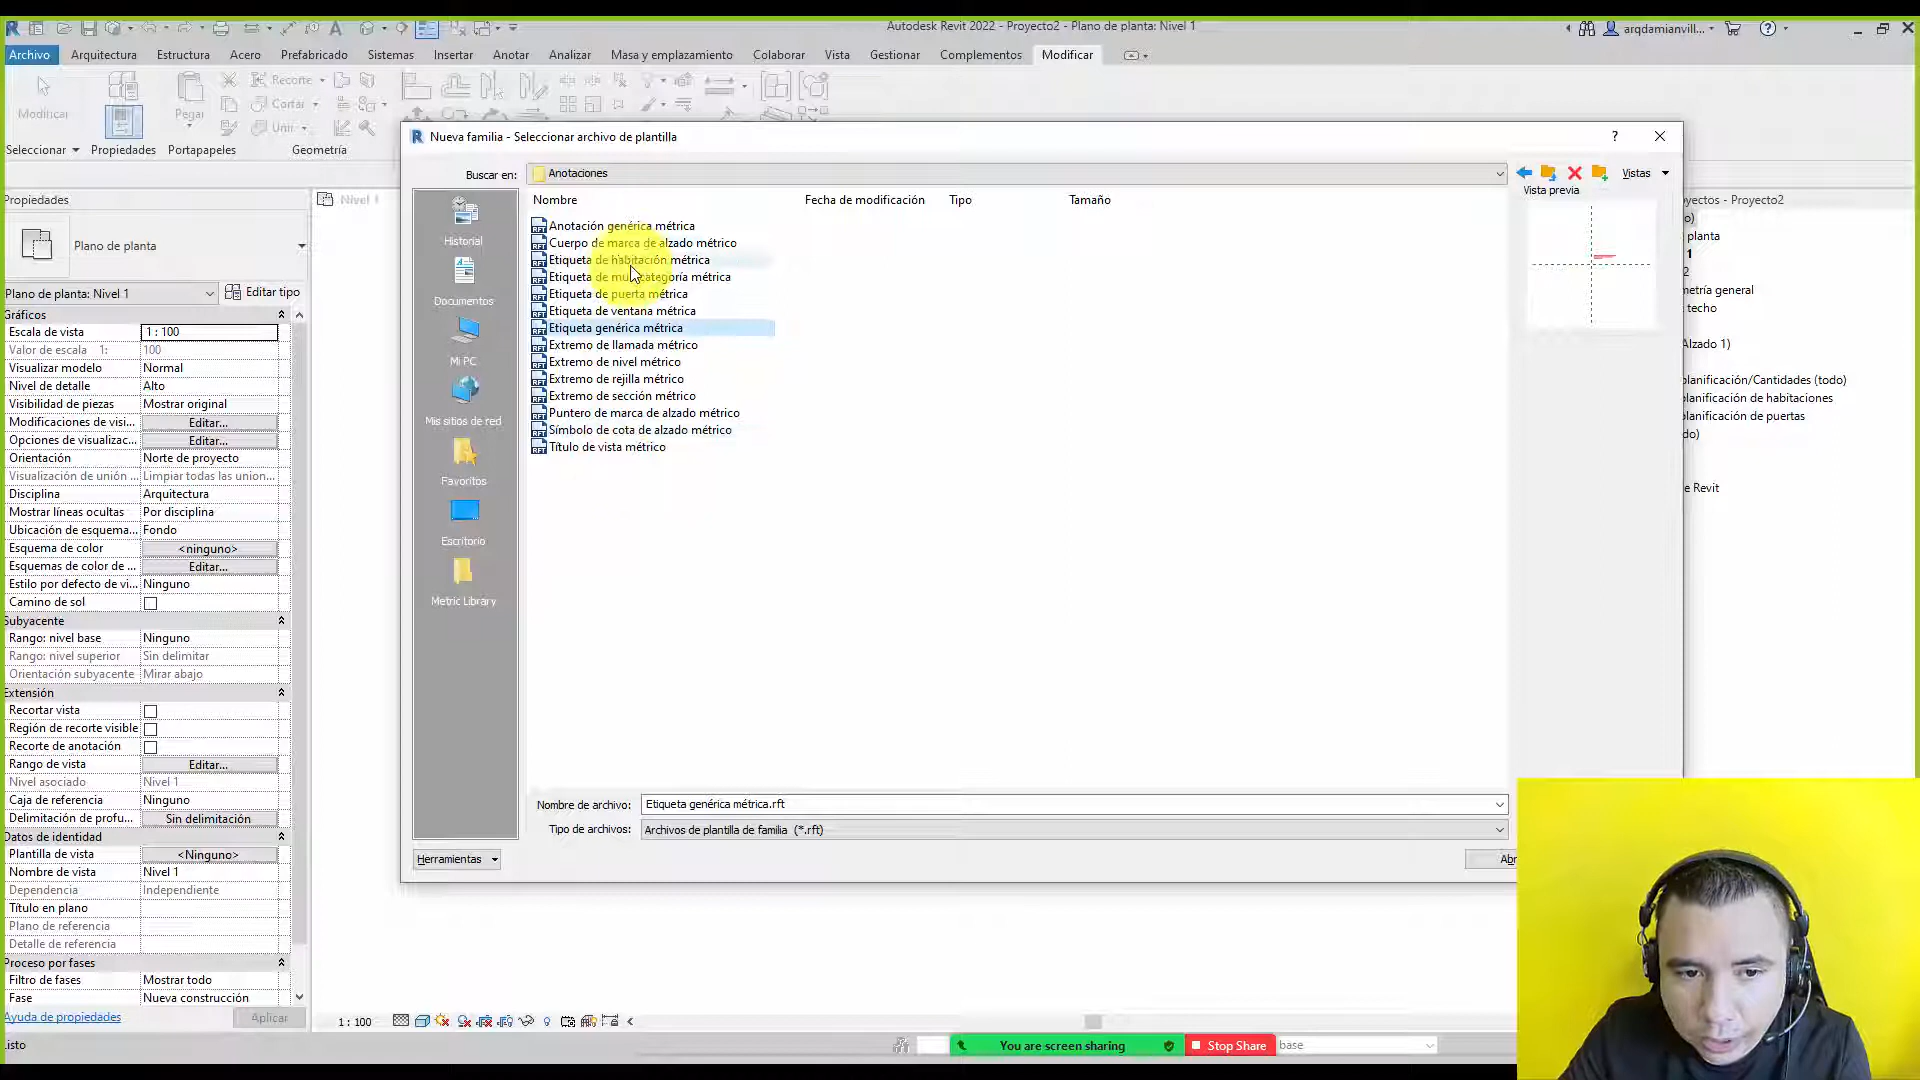 Autodesk Revit 2022 - Proyecto2 - Plano de planta: Nivel 1
arqdamianvill...
Archivo Arquitectura Estructura Acero Prefabricado Sistemas Insertar Anotar Analizar Masa y emplazamiento Colaborar Vista Gestionar Complementos Modificar
Modificar
Pegar
Recorte
Cortar
Unir
Seleccionar Propiedades Portapapeles Geometría
Propiedades
Plano de planta
Plano de planta: Nivel 1 Editar tipo
Gráficos
Escala de vista 1 : 100
Valor de escala 1: 100
Visualizar modelo Normal
Nivel de detalle Alto
Visibilidad de piezas Mostrar original
Modificaciones de visi... Editar...
Opciones de visualizac... Editar...
Orientación Norte de proyecto
Visualización de unión ... Limpiar todas las union...
Disciplina Arquitectura
Mostrar líneas ocultas Por disciplina
Ubicación de esquema... Fondo
Esquema de color <ninguno>
Esquemas de color de ... Editar...
Estilo por defecto de vi... Ninguno
Camino de sol
Subyacente
Rango: nivel base Ninguno
Rango: nivel superior Sin delimitar
Orientación subyacente Mirar abajo
Extensión
Recortar vista
Región de recorte visible
Recorte de anotación
Rango de vista Editar...
Nivel asociado Nivel 1
Caja de referencia Ninguno
Delimitación de profu... Sin delimitación
Datos de identidad
Plantilla de vista <Ninguno>
Nombre de vista Nivel 1
Dependencia Independiente
Título en plano
Plano de referencia
Detalle de referencia
Proceso por fases
Filtro de fases Mostrar todo
Fase Nueva construcción
Ayuda de propiedades Aplicar
Listo
Nivel 1
Nueva familia - Seleccionar archivo de plantilla ?
Buscar en: Anotaciones
Vistas
Vista previa
Historial
Documentos
Mi PC
Mis sitios de red
Favoritos
Escritorio
Metric Library
Nombre Fecha de modificación Tipo Tamaño
Anotación genérica métrica
Cuerpo de marca de alzado métrico
Etiqueta de habitación métrica
Etiqueta de multicategoría métrica
Etiqueta de puerta métrica
Etiqueta de ventana métrica
Etiqueta genérica métrica
Extremo de llamada métrico
Extremo de nivel métrico
Extremo de rejilla métrico
Extremo de sección métrico
Puntero de marca de alzado métrico
Símbolo de cota de alzado métrico
Título de vista métrico
Nombre de archivo: Etiqueta genérica métrica.rft
Tipo de archivos: Archivos de plantilla de familia (*.rft)
Herramientas Abr
yectos - Proyecto2
o)
planta
1
2
metría general
techo
Alzado 1)
planificación/Cantidades (todo)
planificación de habitaciones
planificación de puertas
do)
e Revit
1 : 100
You are screen sharing Stop Share base